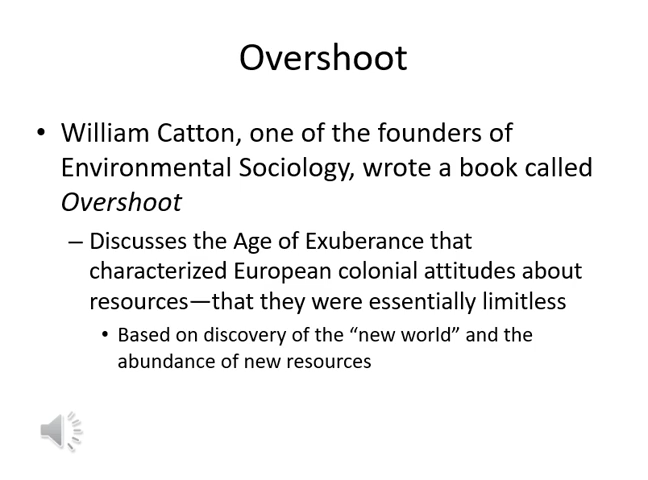 Overshoot
• William Catton, one of the founders of
Environmental Sociology, wrote a book called
Overshoot
– Discusses the Age of Exuberance that
characterized European colonial attitudes about
resources—that they were essentially limitless
• Based on discovery of the “new world” and the
abundance of new resources